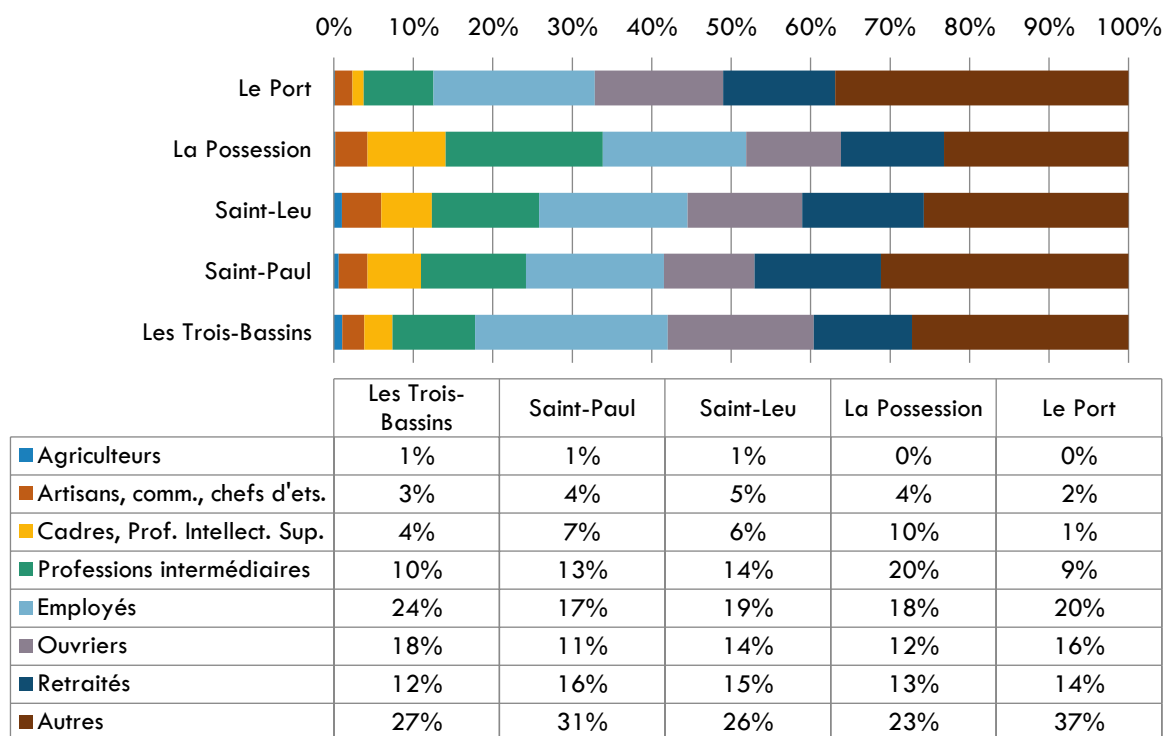 0% 10% 20% 30% 40% 50% 60% 70% 80% 90% 100%
Le Port
La Possession
Saint-Leu
Saint-Paul
Les Trois-Bassins
Les Trois-
Bassins Saint-Paul Saint-Leu La Possession Le Port
Agriculteurs 1% 1% 1% 0% 0%
Artisans, comm., chefs d'ets. 3% 4% 5% 4% 2%
Cadres, Prof. Intellect. Sup. 4% 7% 6% 10% 1%
Professions intermédiaires 10% 13% 14% 20% 9%
Employés 24% 17% 19% 18% 20%
Ouvriers 18% 11% 14% 12% 16%
Retraités 12% 16% 15% 13% 14%
Autres 27% 31% 26% 23% 37%